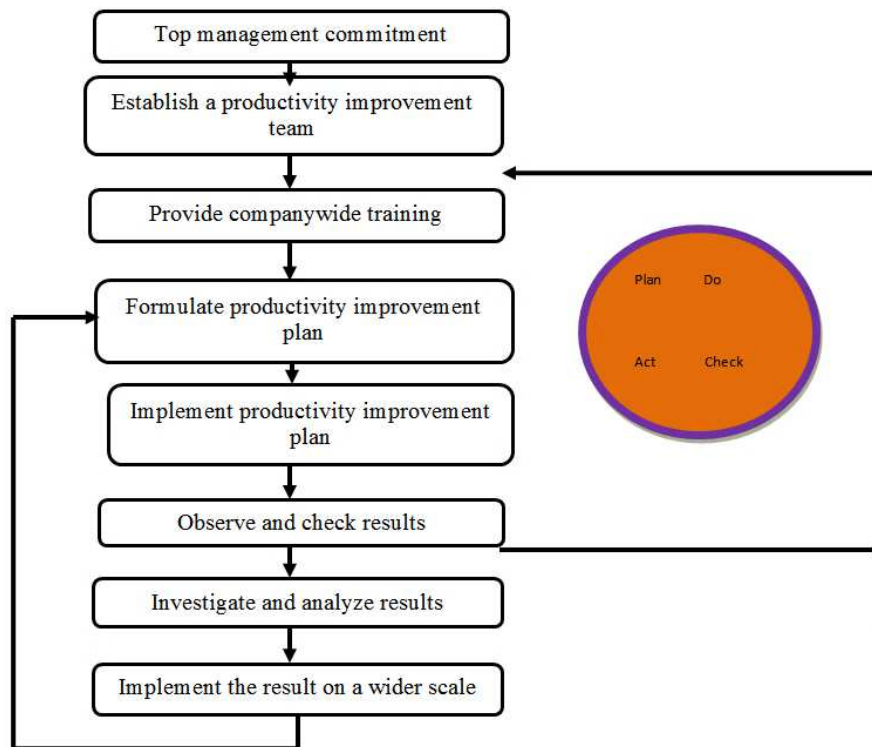 Top management commitment
Establish a productivity improvement
team
Provide companywide training
Formulate productivity improvement
plan
Implement productivity improvement
plan
Observe and check results
Investigate and analyze results
Implement the result on a wider scale
Plan Do
Act Check